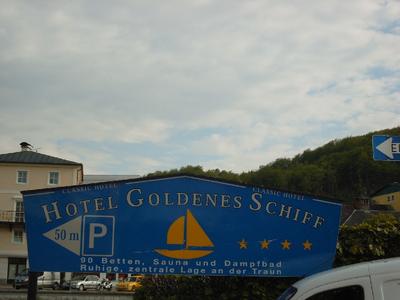 CLASSIC HOTEL CLASSIC HOTEL
HOTEL GOLDENES SCHIFF
50 m P
90 Betten, Sauna und Dampfbad
Ruhige, zentrale Lage an der Traun